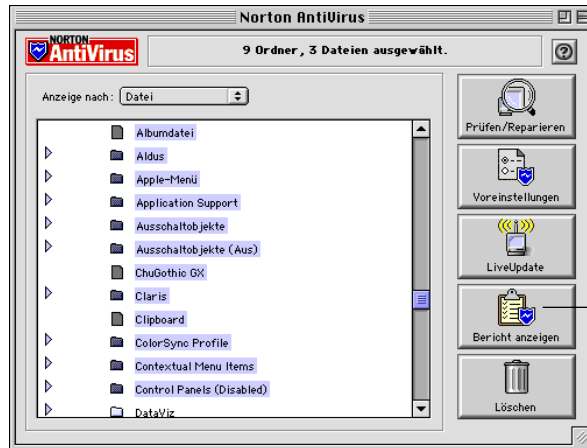 Norton AntiVirus
NORTON
AntiVirus
9 Ordner, 3 Dateien ausgewählt.
?
Anzeige nach: Datei
Albumdatei
Aldus
Apple-Menü
Application Support
Ausschaltobjekte
Ausschaltobjekte (Aus)
ChuGothic GX
Claris
Clipboard
ColorSync Profile
Contextual Menu Items
Control Panels (Disabled)
DataViz
Prüfen/Reparieren
Voreinstellungen
LiveUpdate
Bericht anzeigen
Löschen